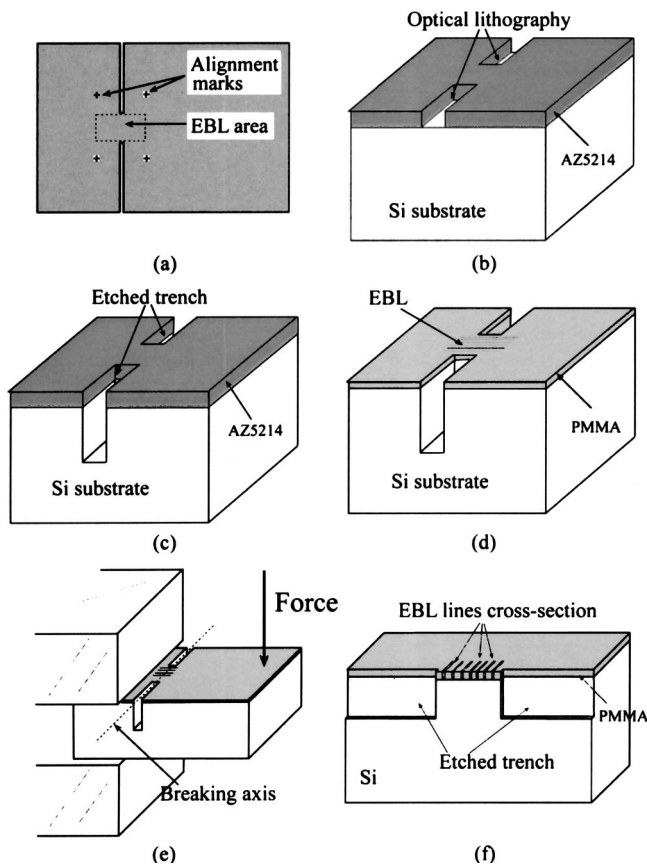 Alignment
marks
EBL area
(a)
Optical lithography
AZ5214
Si substrate
(b)
Etched trench
AZ5214
Si substrate
(c)
EBL
PMMA
Si substrate
(d)
Force
Breaking axis
(e)
EBL lines cross-section
PMMA
Etched trench
Si
(f)